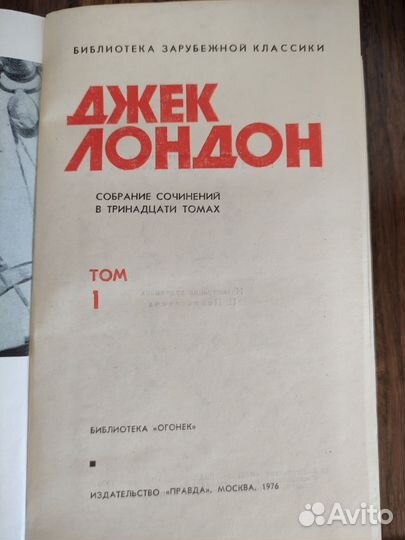 БИБЛИОТЕКА ЗАРУБЕЖНОЙ КЛАССИКИ
ДЖЕК
ЛОНДОН
СОБРАНИЕ СОЧИНЕНИЙ
В ТРИНАДЦАТИ ТОМАХ
ТОМ
1
БИБЛИОТЕКА «ОГОНЕК»
ИЗДАТЕЛЬСТВО «ПРАВДА», МОСКВА, 1976
Avito